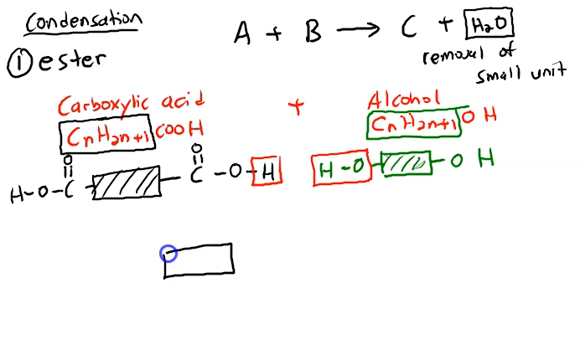 Condensation
A + B → C + H2O
① ester
removal of
small unit
Carboxylic acid + Alcohol
CnH2n+1 COOH CnH2n+1 OH
O O
H-O-C C-O-H H-O O H